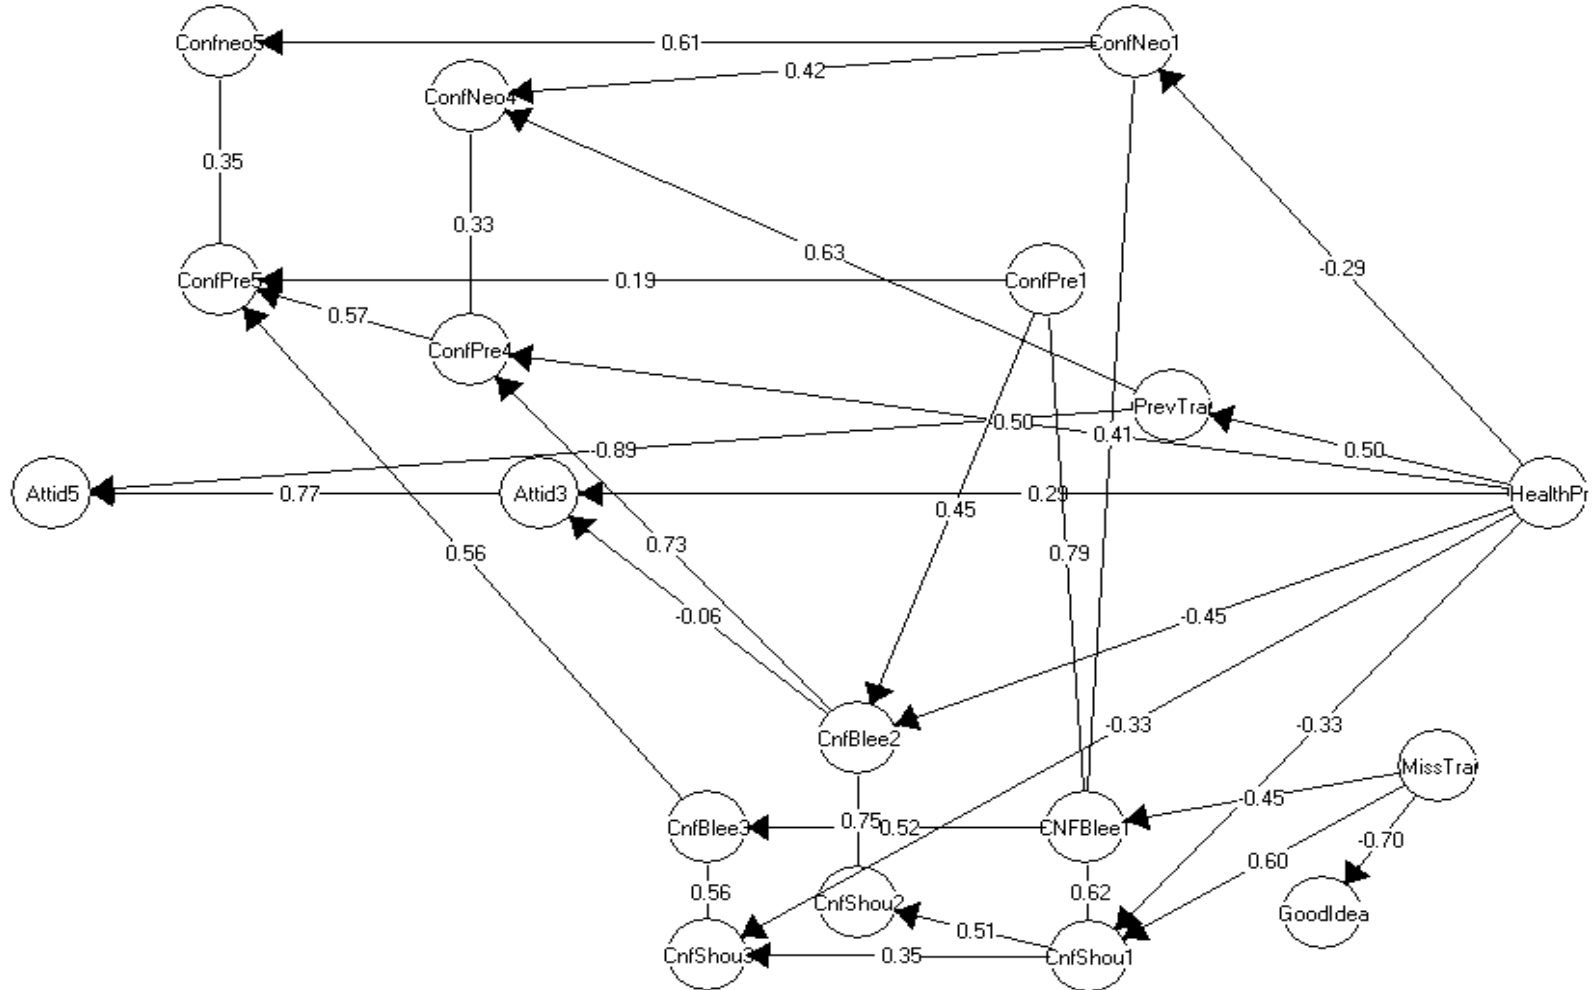 Confneo5
0.61
ConfNeo1
0.42
ConfNeo4
0.35
0.33
0.63
-0.29
ConfPre5
0.19
ConfPre1
0.57
ConfPre4
PrevTra
0.50
0.41
0.50
-0.89
Attid5
0.77
Attid3
0.29
HealthPr
0.45
0.56
0.73
0.79
-0.06
-0.45
-0.33
-0.33
CnfBlee2
MissTra
-0.45
CnfBlee3
0.75
0.52
CNFBlee1
-0.70
0.60
0.56
0.62
CnfShou2
GoodIdea
0.51
CnfShou3
0.35
CnfShou1